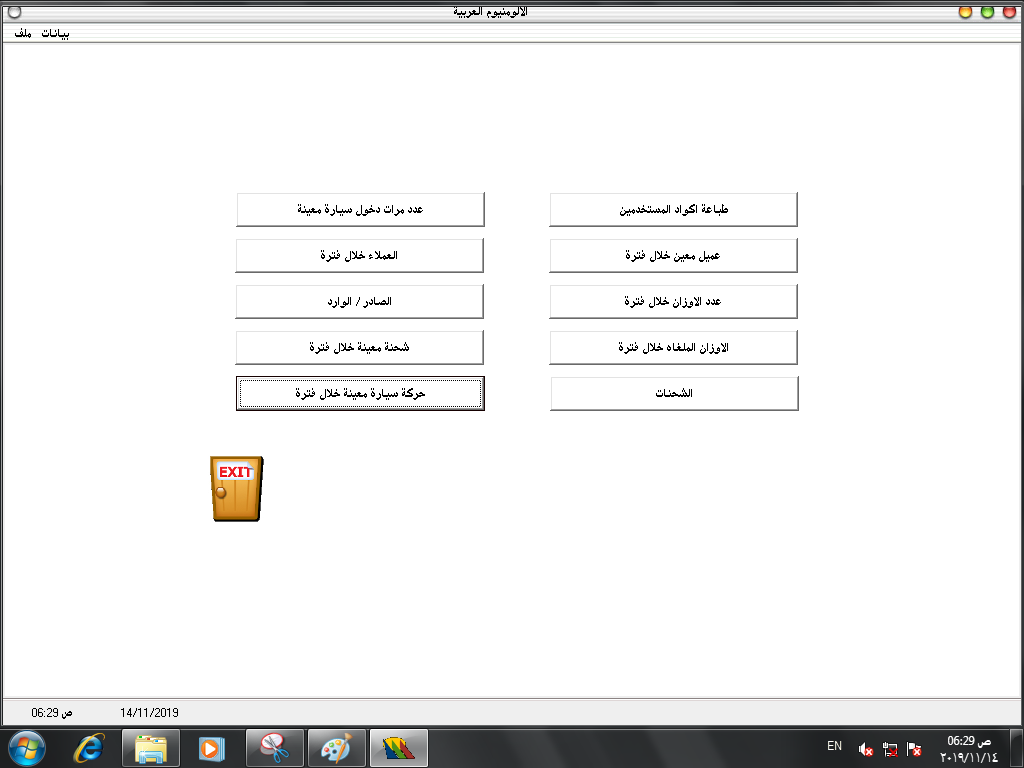 الالومنيوم العربية
ملف بيانات
طباعة اكواد المستخدمين
عدد مرات دخول سيارة معينة
عميل معين خلال فترة
العملاء خلال فترة
عدد الاوزان خلال فترة
الصادر / الوارد
الاوزان الملغاه خلال فترة
شحنة معينة خلال فترة
الشحنات
حركة سيارة معينة خلال فترة
EXIT
06:29 ص
14/11/2019
EN
06:29 ص
٢٠١٩/١١/١٤